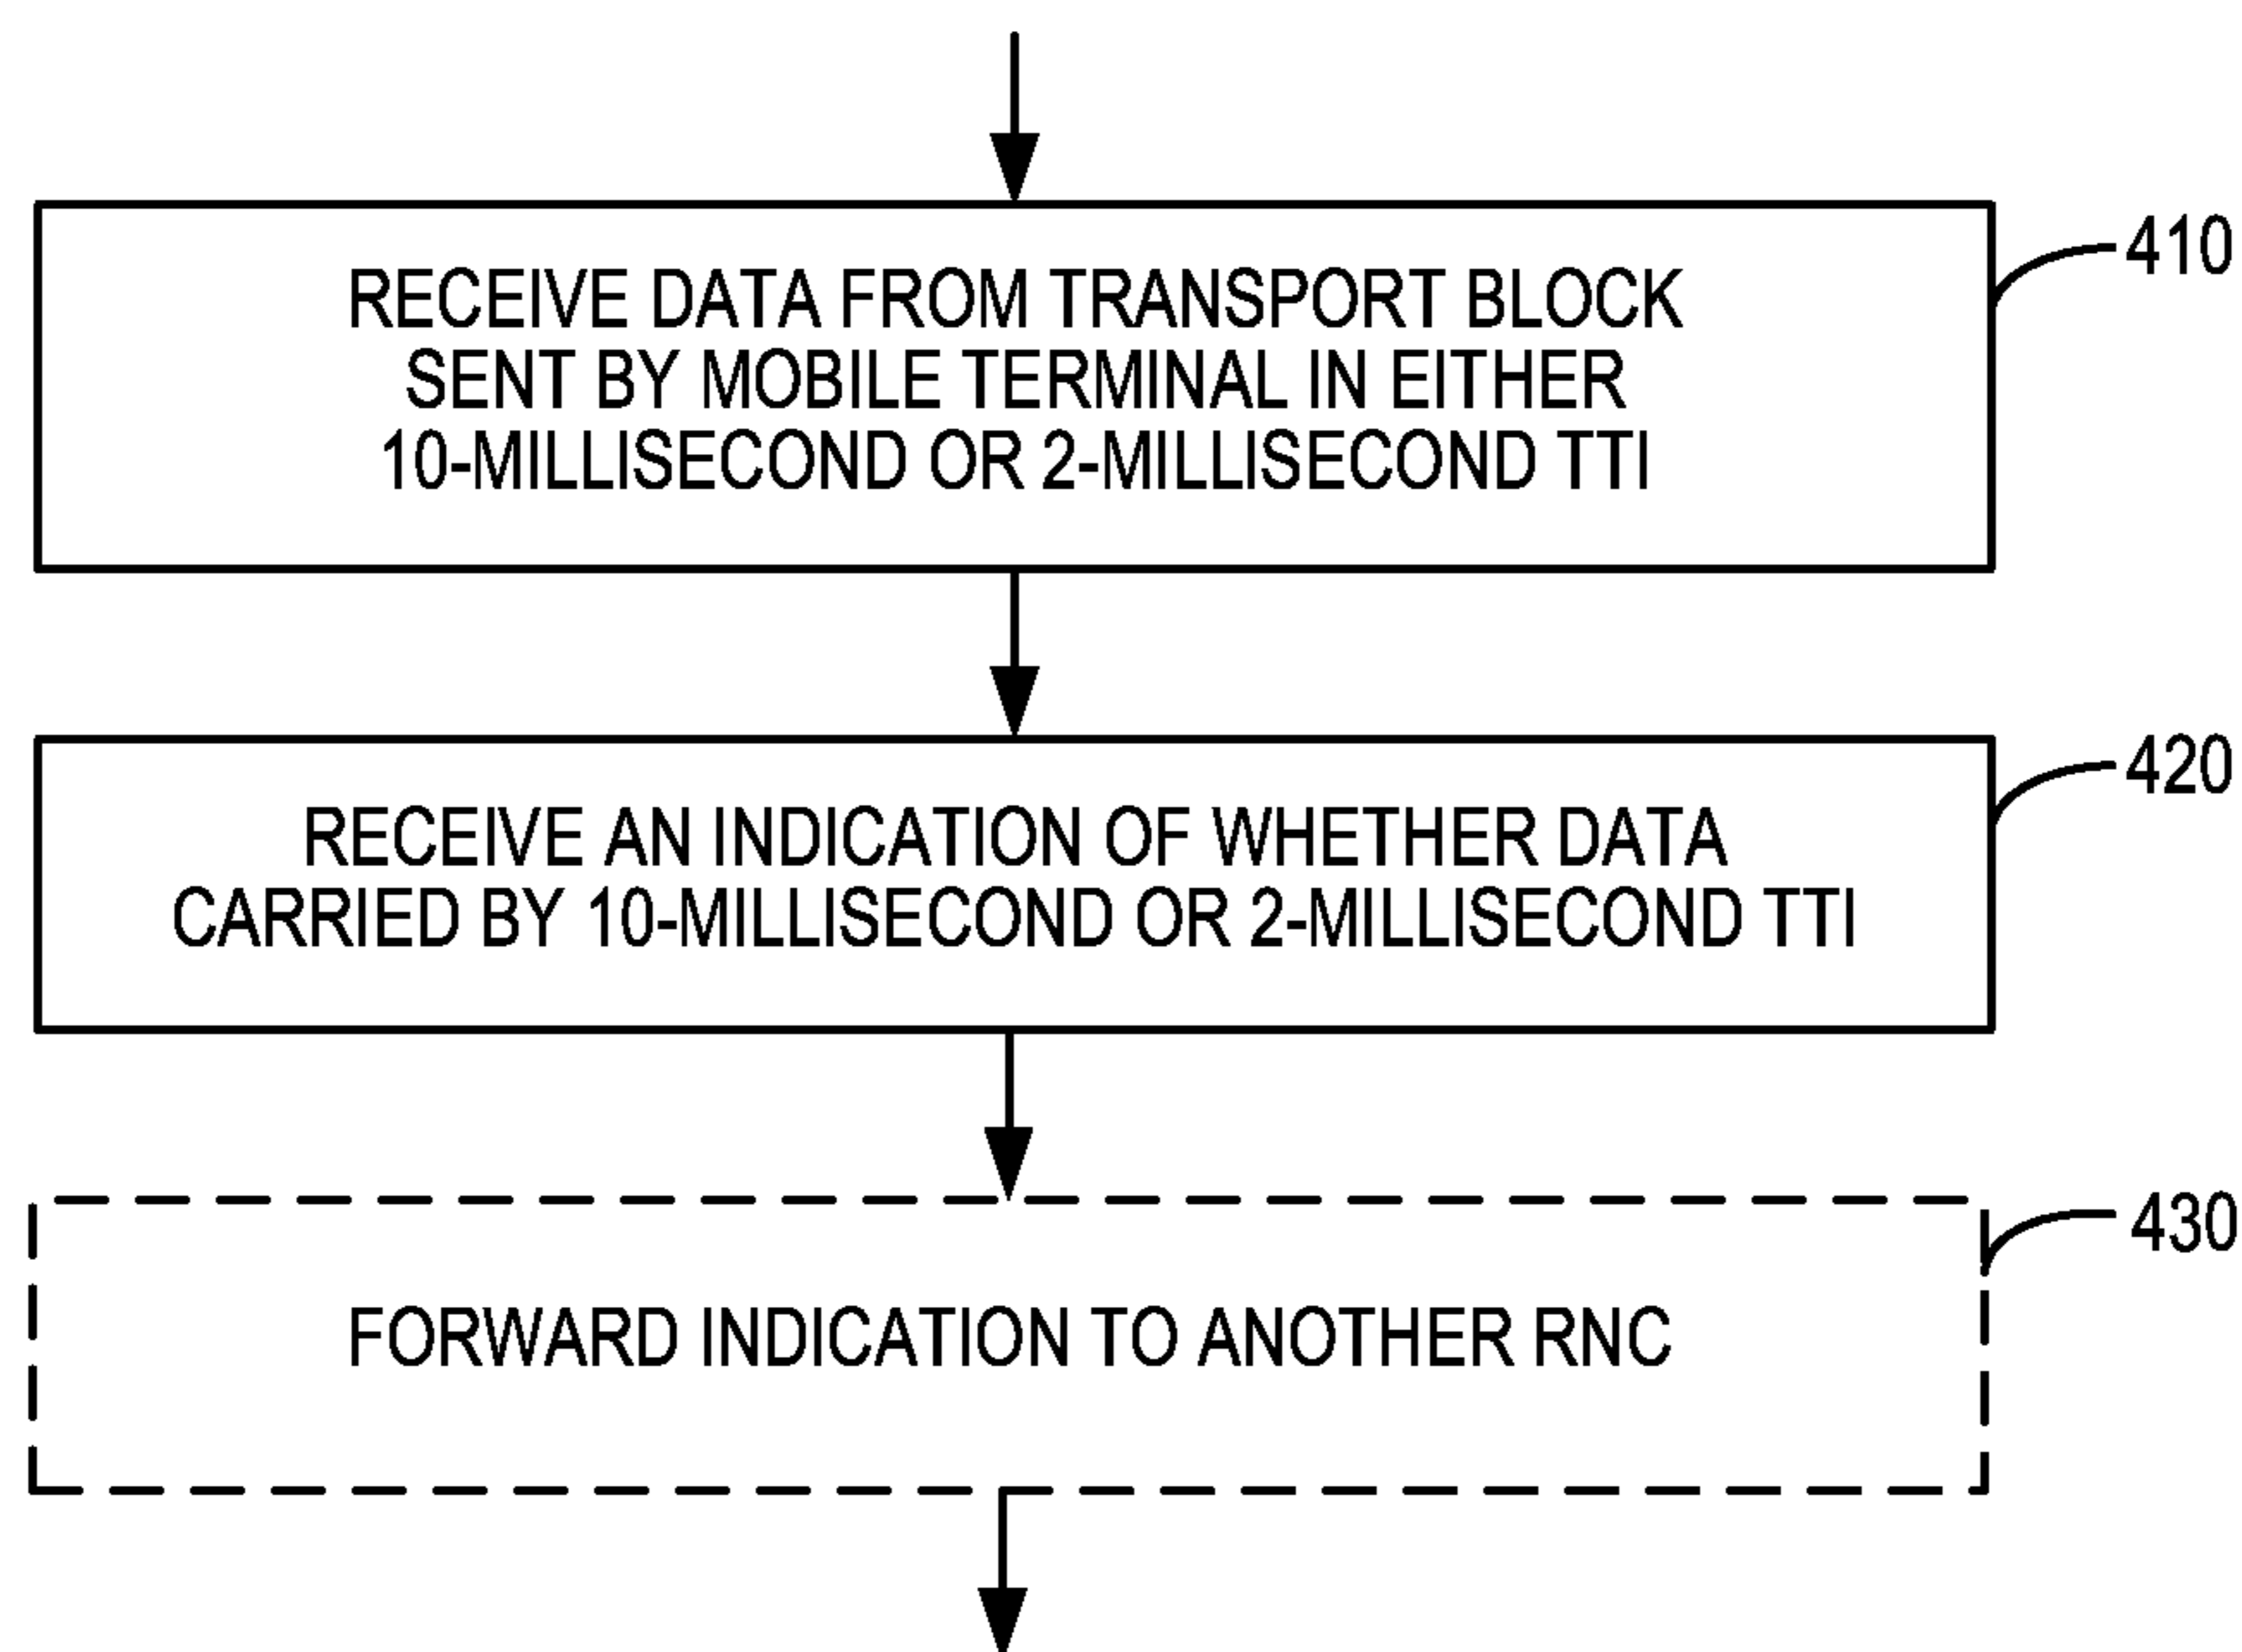 RECEIVE DATA FROM TRANSPORT BLOCK
SENT BY MOBILE TERMINAL IN EITHER
10-MILLISECOND OR 2-MILLISECOND TTI
410
RECEIVE AN INDICATION OF WHETHER DATA
CARRIED BY 10-MILLISECOND OR 2-MILLISECOND TTI
420
FORWARD INDICATION TO ANOTHER RNC
430